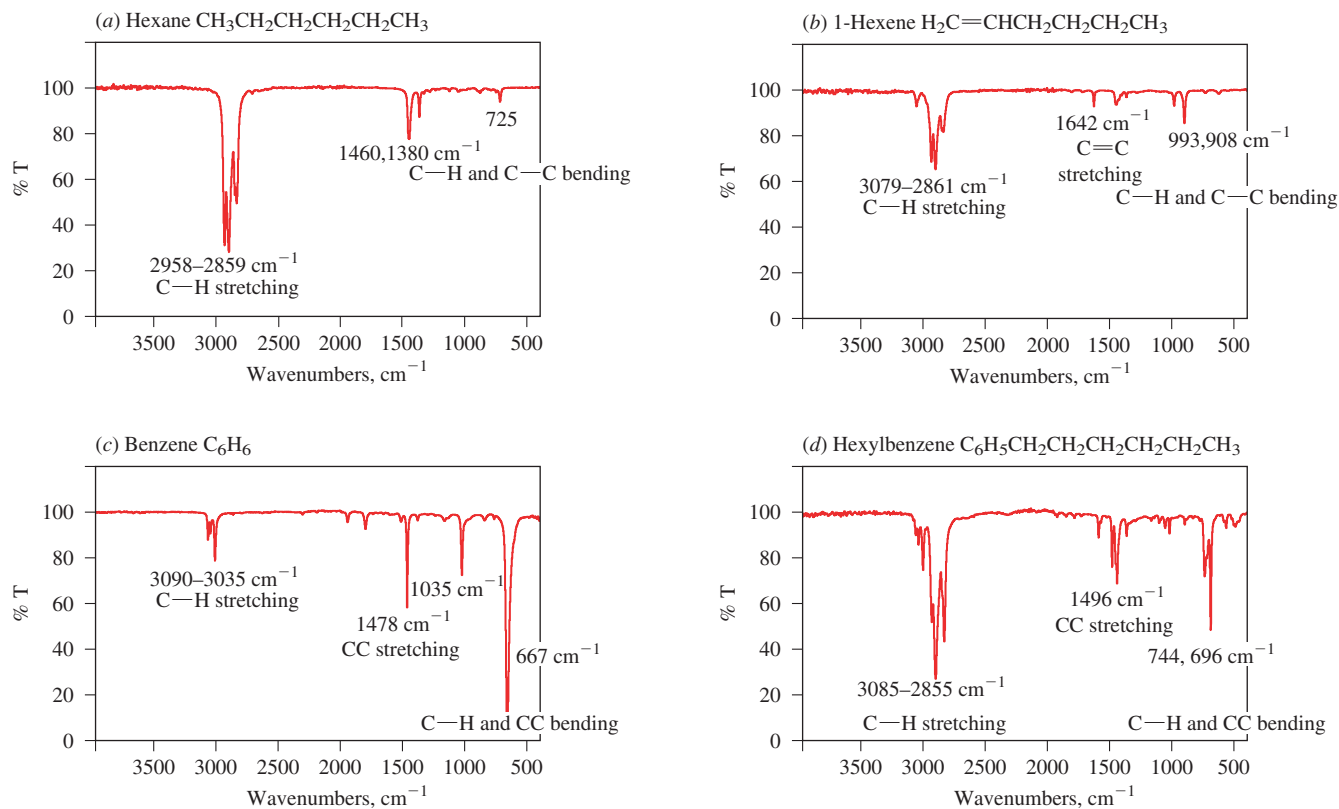 (a) Hexane CH₃CH₂CH₂CH₂CH₂CH₃
% T
100
80
60
40
20
0
725
1460,1380 cm⁻¹
C—H and C—C bending
2958–2859 cm⁻¹
C—H stretching
3500 3000 2500 2000 1500 1000 500
Wavenumbers, cm⁻¹
(b) 1-Hexene H₂C=CHCH₂CH₂CH₂CH₃
% T
100
80
60
40
20
0
1642 cm⁻¹
C=C
stretching
993,908 cm⁻¹
3079–2861 cm⁻¹
C—H stretching
C—H and C—C bending
3500 3000 2500 2000 1500 1000 500
Wavenumbers, cm⁻¹
(c) Benzene C₆H₆
% T
100
80
60
40
20
0
3090–3035 cm⁻¹
C—H stretching
1035 cm⁻¹
1478 cm⁻¹
CC stretching
667 cm⁻¹
C—H and CC bending
3500 3000 2500 2000 1500 1000 500
Wavenumbers, cm⁻¹
(d) Hexylbenzene C₆H₅CH₂CH₂CH₂CH₂CH₂CH₃
% T
100
80
60
40
20
0
1496 cm⁻¹
CC stretching
744, 696 cm⁻¹
3085–2855 cm⁻¹
C—H stretching
C—H and CC bending
3500 3000 2500 2000 1500 1000 500
Wavenumbers, cm⁻¹